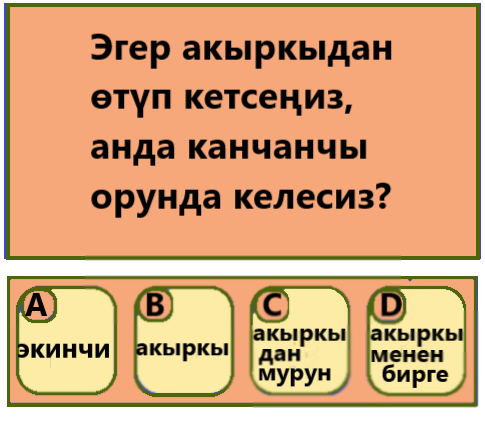 Эгер акыркыдан
өтүп кетсеңиз,
анда канчанчы
орунда келесиз?
A
экинчи
B
акыркы
C
акыркы
дан
мурун
D
акыркы
менен
бирге